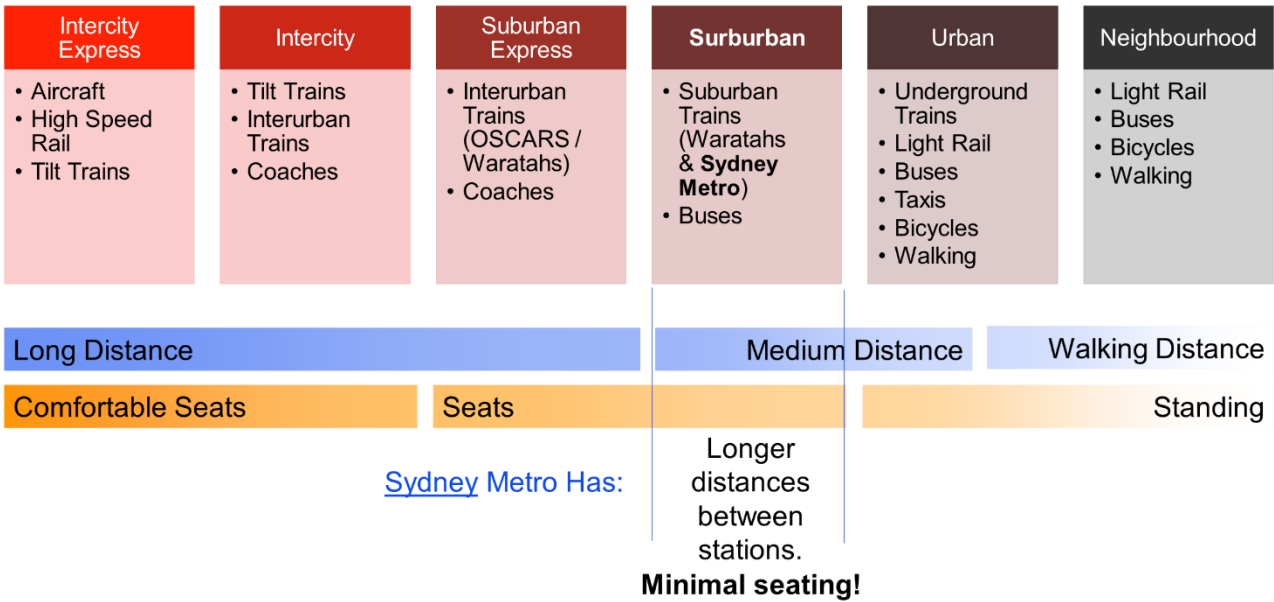 Intercity
Express
• Aircraft
• High Speed
Rail
• Tilt Trains
Intercity
• Tilt Trains
• Interurban
Trains
• Coaches
Suburban
Express
• Interurban
Trains
(OSCARS /
Waratahs)
• Coaches
Surburban
• Suburban
Trains
(Waratahs
& Sydney
Metro)
• Buses
Urban
• Underground
Trains
• Light Rail
• Buses
• Taxis
• Bicycles
• Walking
Neighbourhood
• Light Rail
• Buses
• Bicycles
• Walking
Long Distance
Medium Distance
Walking Distance
Comfortable Seats
Seats
Standing
Sydney Metro Has:
Longer
distances
between
stations.
Minimal seating!